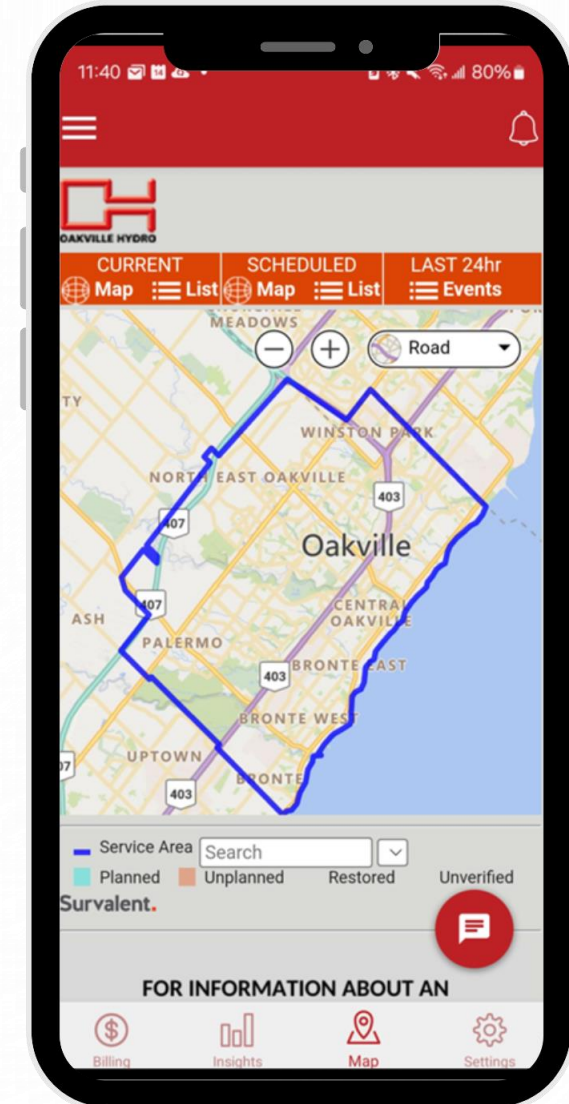 11:40
80%
OAKVILLE HYDRO
CURRENT
Map
List
SCHEDULED
Map
List
LAST 24hr
Events
MEADOWS
Road
TY
WINSTON PARK
NORTH EAST OAKVILLE
403
407
Oakville
407
CENTRAL
OAKVILLE
ASH
PALERMO
BRONTE EAST
403
BRONTE WEST
UPTOWN
BRONTE
07
403
Service Area
Search
Planned
Unplanned
Restored
Unverified
Survalent.
FOR INFORMATION ABOUT AN
Billing
Insights
Map
Settings